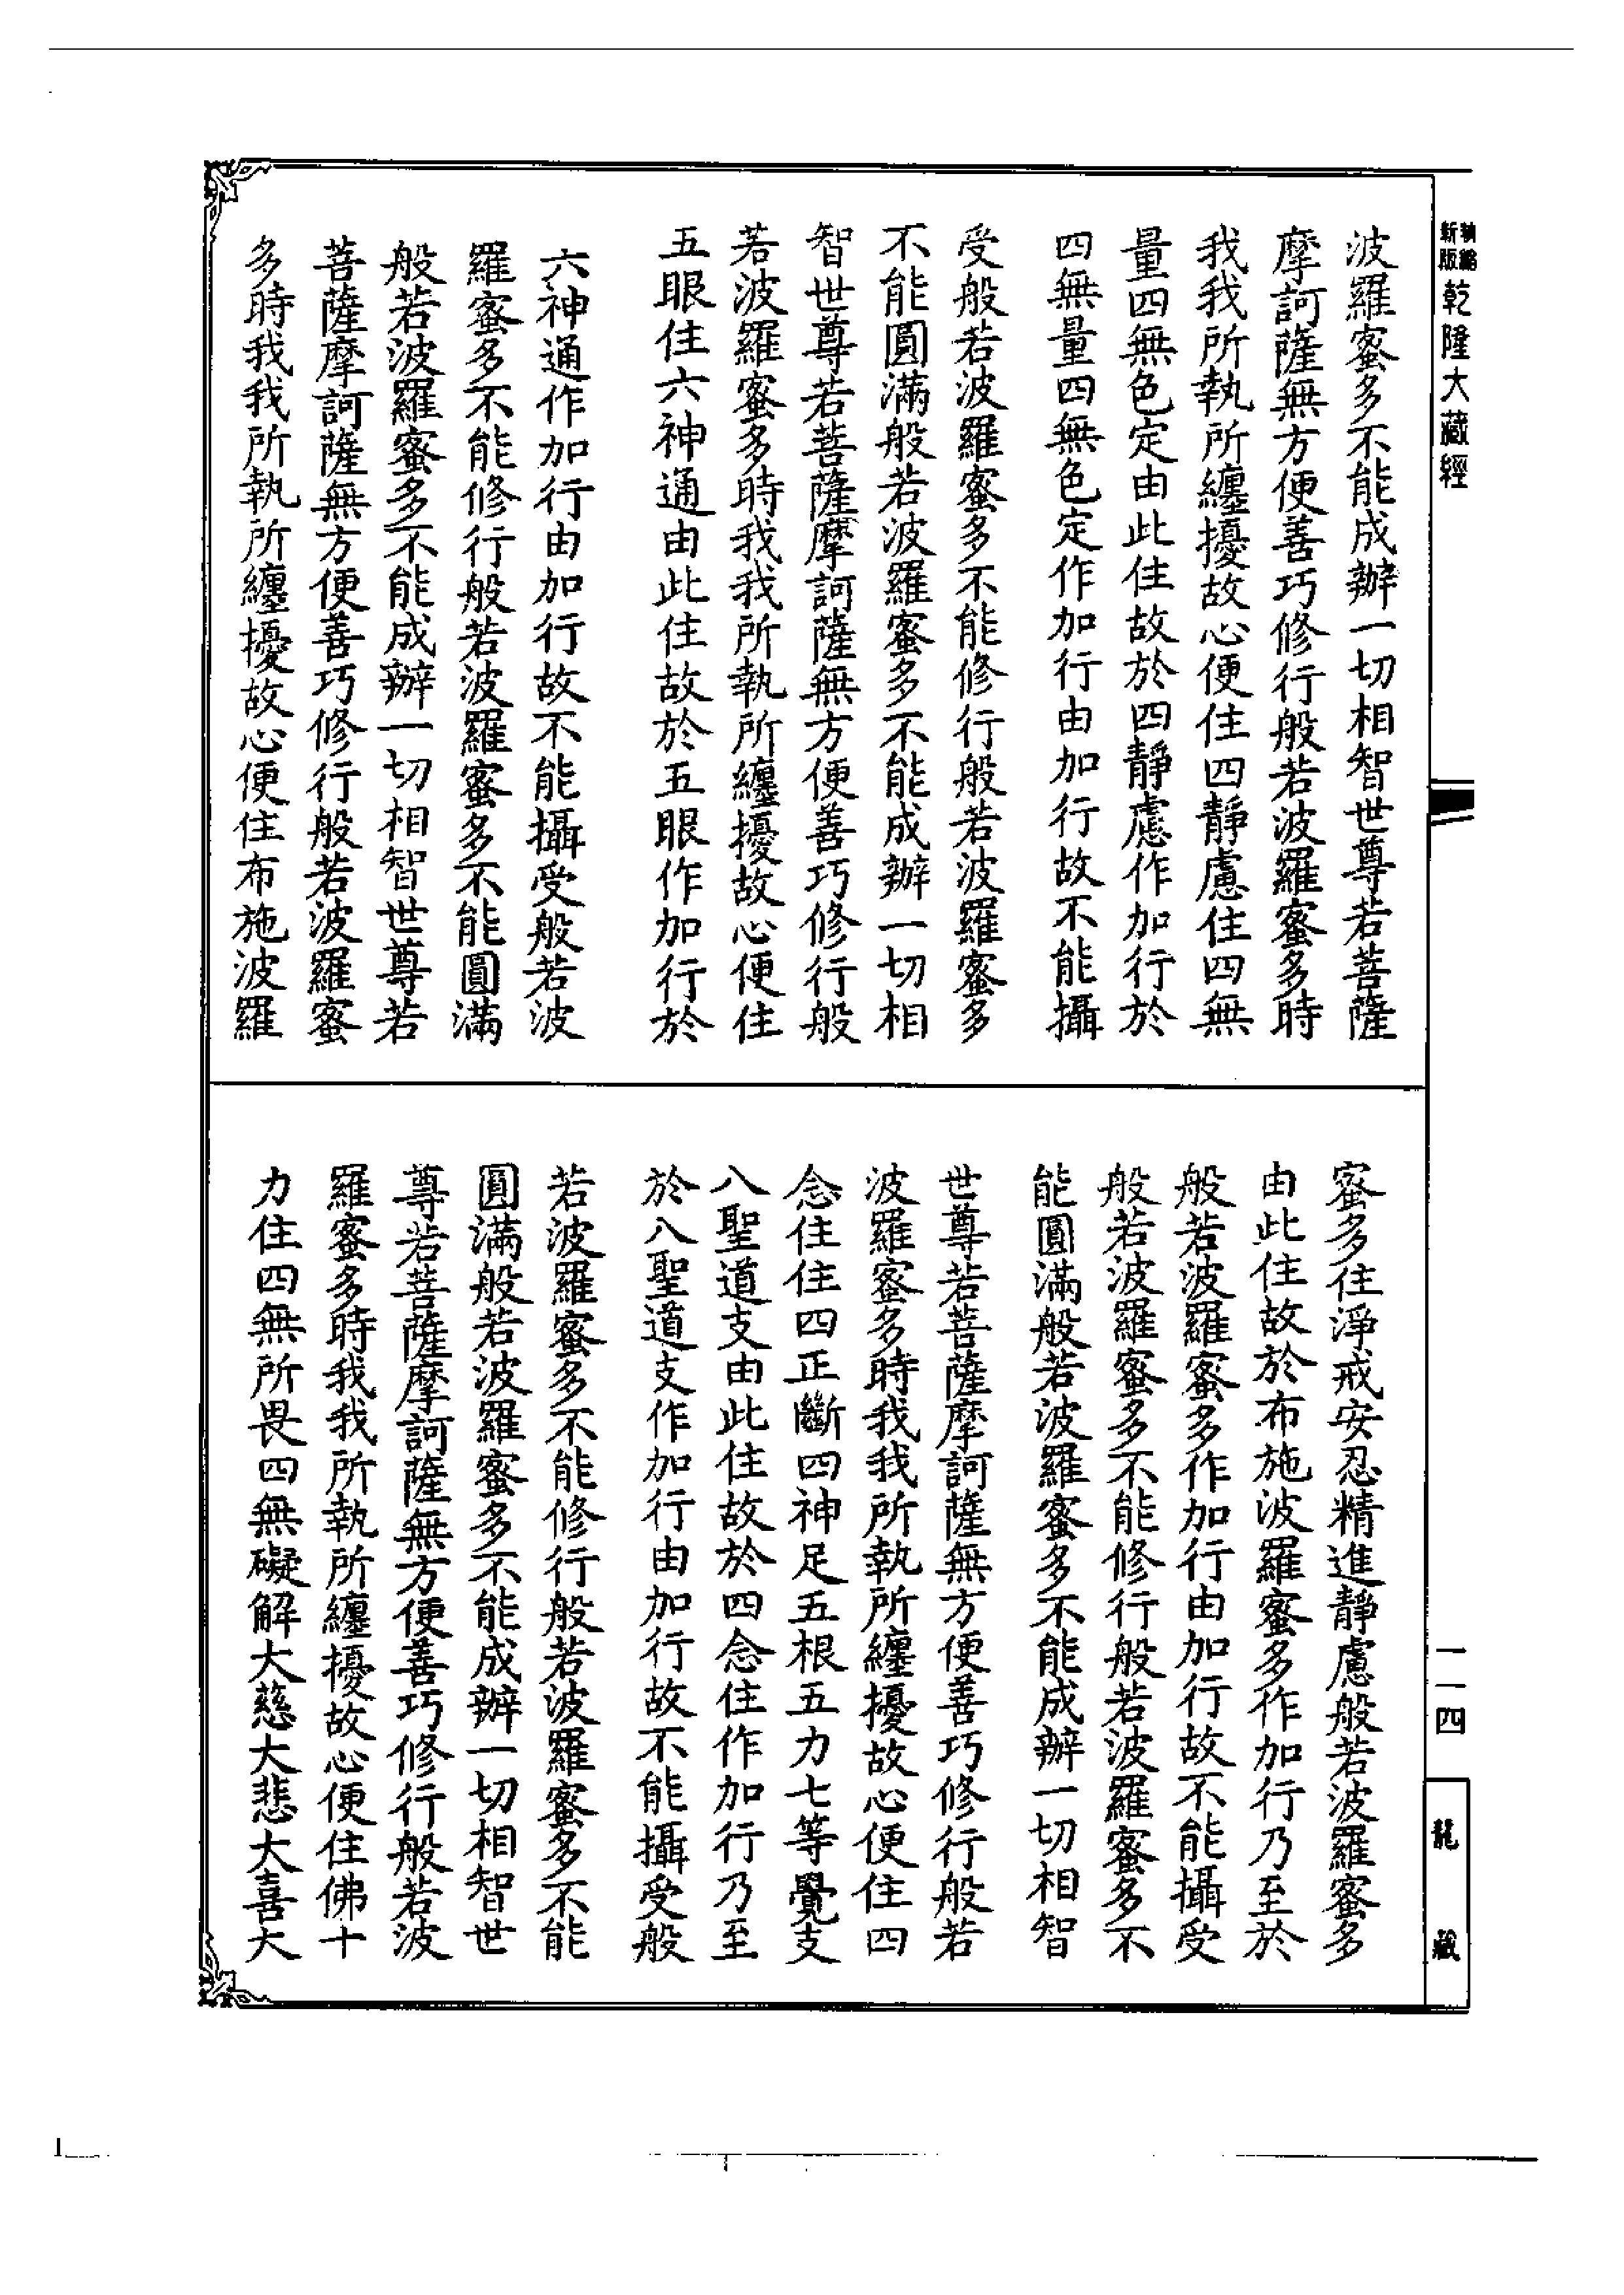 新版精縮乾隆大藏經
波羅蜜多不能成辦一切相智世尊若菩薩
摩訶薩無方便善巧修行般若波羅蜜多時
我我所執所纏擾故心便住四靜慮住四無
量四無色定由此住故於四靜慮作加行於
四無量四無色定作加行由加行故不能攝
受般若波羅蜜多不能修行般若波羅蜜多
不能圓滿般若波羅蜜多不能成辦一切相
智世尊若菩薩摩訶薩無方便善巧修行般
若波羅蜜多時我我所執所纏擾故心便住
五眼住六神通由此住故於五眼作加行於
六神通作加行由加行故不能攝受般若波
羅蜜多不能修行般若波羅蜜多不能圓滿
般若波羅蜜多不能成辦一切相智世尊若
菩薩摩訶薩無方便善巧修行般若波羅蜜
多時我我所執所纏擾故心便住布施波羅
蜜多住淨戒安忍精進靜慮般若波羅蜜多
由此住故於布施波羅蜜多作加行乃至於
般若波羅蜜多作加行由加行故不能攝受
般若波羅蜜多不能修行般若波羅蜜多不
能圓滿般若波羅蜜多不能成辦一切相智
世尊若菩薩摩訶薩無方便善巧修行般若
波羅蜜多時我我所執所纏擾故心便住四
念住住四正斷四神足五根五力七等覺支
八聖道支由此住故於四念住作加行乃至
於八聖道支作加行由加行故不能攝受般
若波羅蜜多不能修行般若波羅蜜多不能
圓滿般若波羅蜜多不能成辦一切相智世
尊若菩薩摩訶薩無方便善巧修行般若波
羅蜜多時我我所執所纏擾故心便住佛十
力住四無所畏四無礙解大慈大悲大喜大
一一四
龍藏